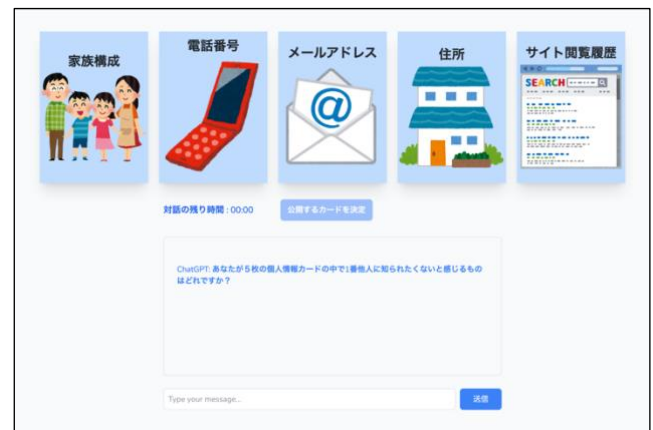 家族構成
電話番号
メールアドレス
住所
サイト閲覧履歴
@
SEARCH
対話の残り時間 : 00:00
公開するカードを決定
ChatGPT: あなたが５枚の個人情報カードの中で1番他人に知られたくないと感じるもの
はどれですか？
Type your message...
送信